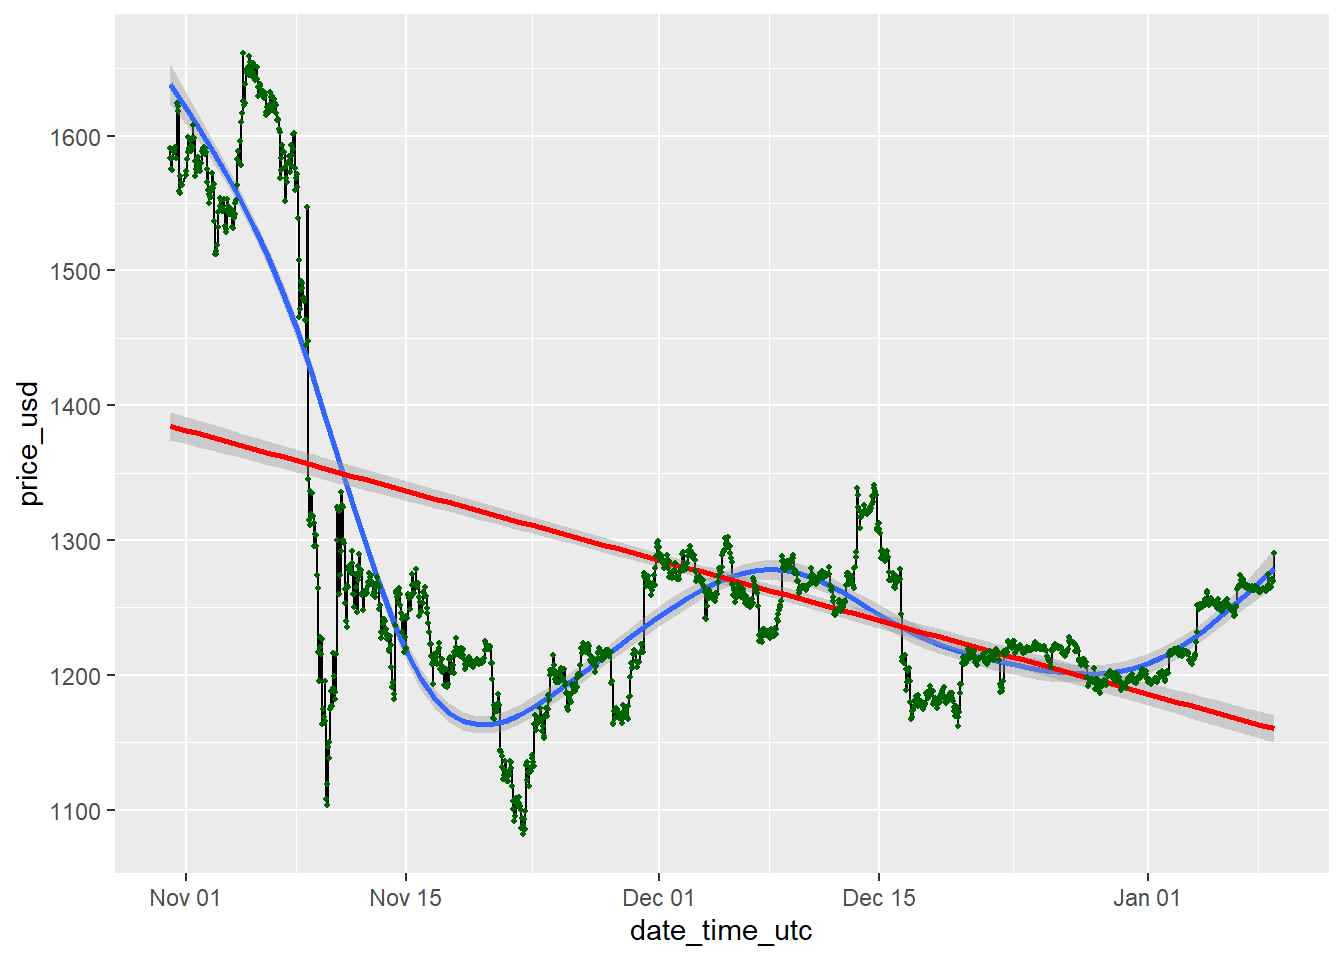 price_usd
1600
1500
1400
1300
1200
1100
Nov 01
Nov 15
Dec 01
Dec 15
Jan 01
date_time_utc